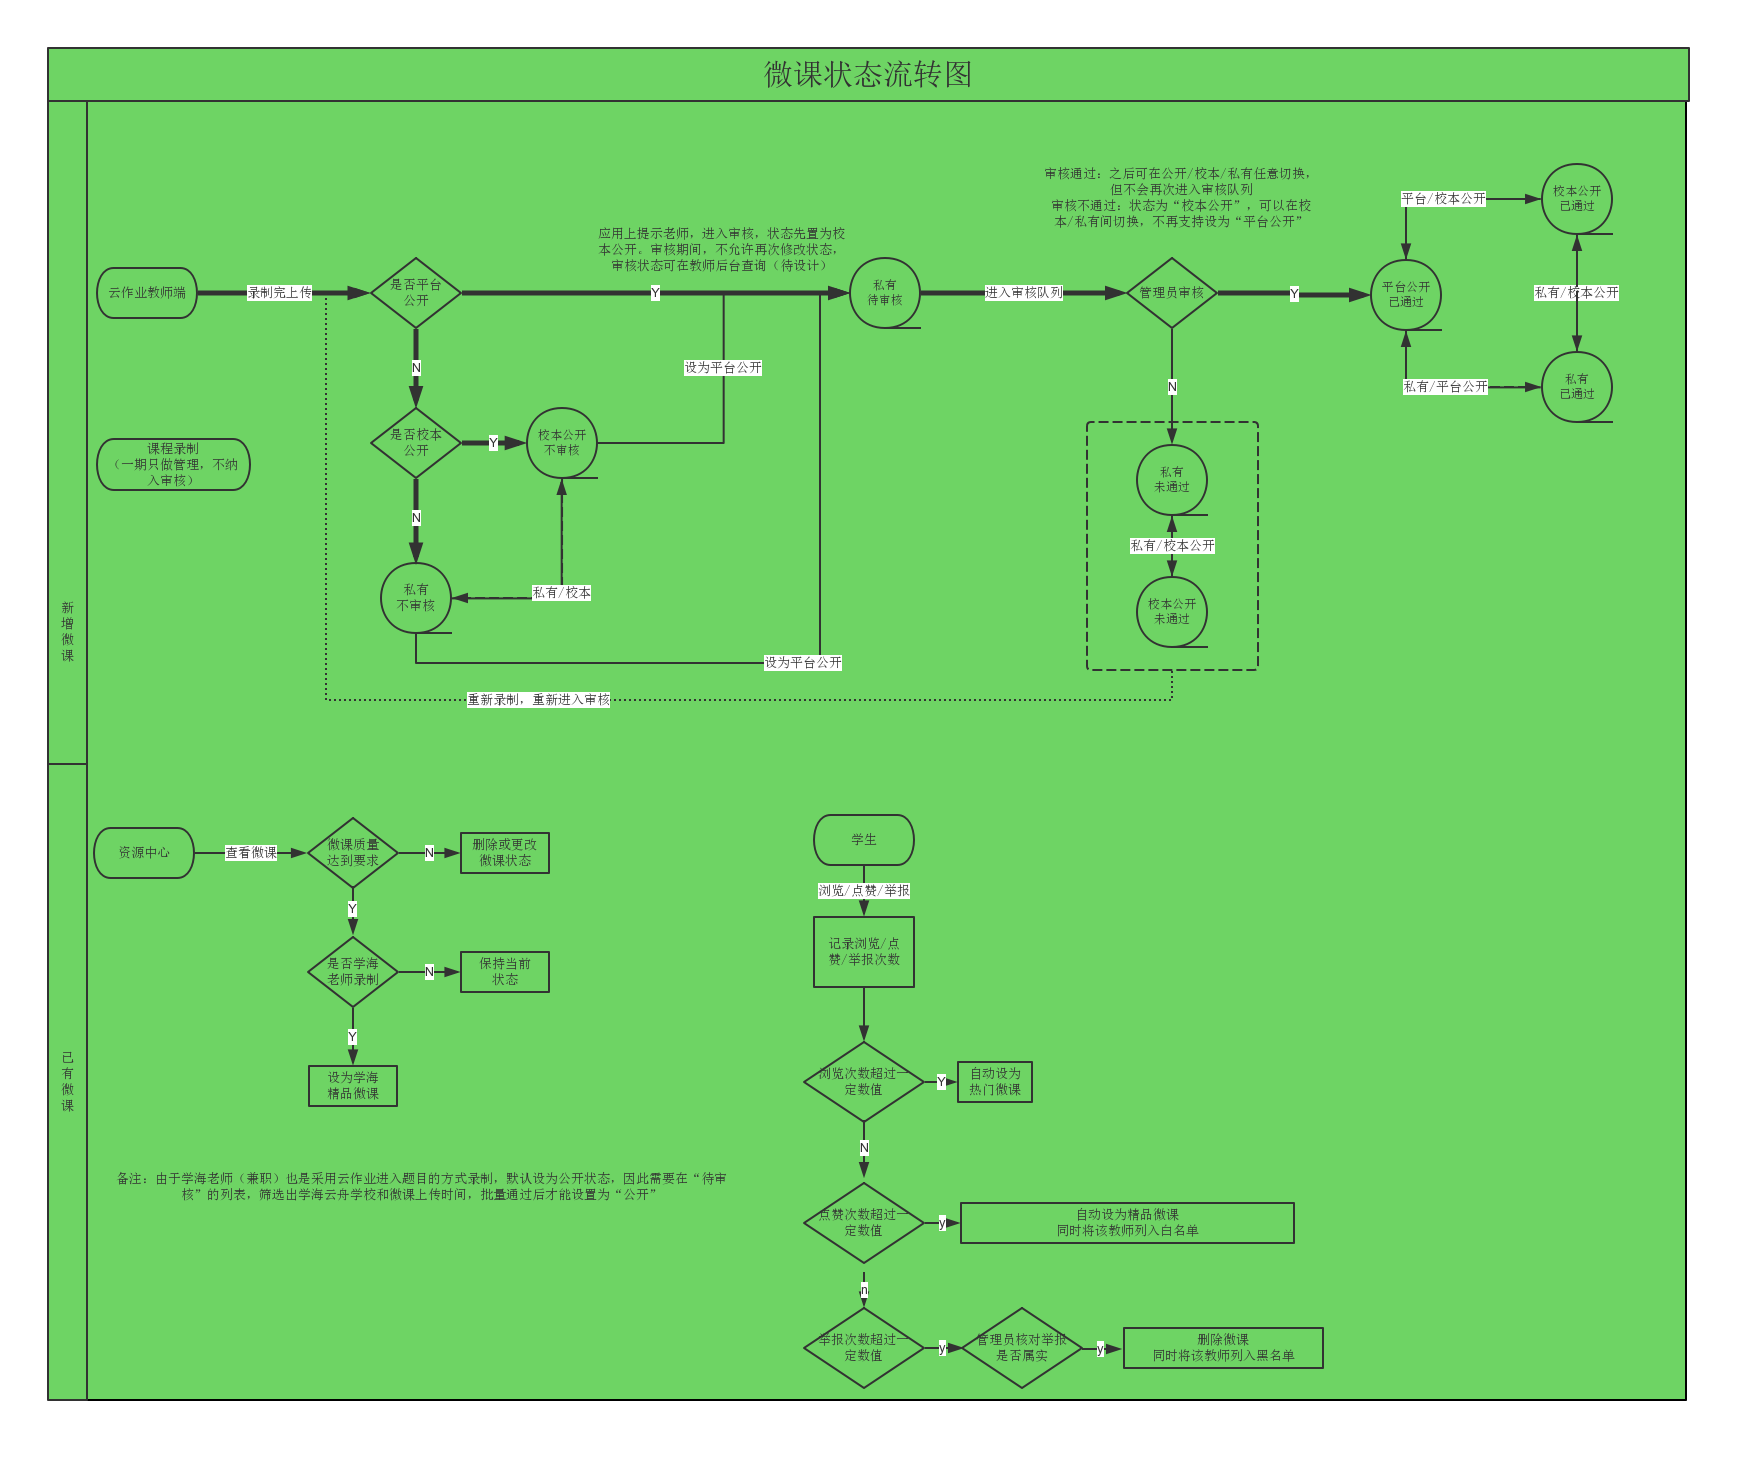 微课状态流转图
新
增
微
课
云作业教师端
录制完上传
是否平台
公开
Y
应用上提示老师，进入审核，状态先置为校
本公开。审核期间，不允许再次修改状态，
审核状态可在教师后台查询（待设计）
私有
待审核
进入审核队列
审核通过：之后可在公开/校本/私有任意切换，
但不会再次进入审核队列
审核不通过：状态为“校本公开”，可以在校
本/私有间切换，不再支持设为“平台公开”
管理员审核
Y
平台公开
已通过
平台/校本公开
校本公开
已通过
私有/校本公开
私有/平台公开
私有
已通过
N
设为平台公开
N
课程录制
（一期只做管理，不纳
入审核）
是否校本
公开
Y
校本公开
不审核
N
私有
不审核
私有/校本
设为平台公开
私有
未通过
私有/校本公开
校本公开
未通过
重新录制，重新进入审核
已
有
微
课
资源中心
查看微课
微课质量
达到要求
N
删除或更改
微课状态
Y
是否学海
老师录制
N
保持当前
状态
Y
设为学海
精品微课
备注：由于学海老师（兼职）也是采用云作业进入题目的方式录制，默认设为公开状态，因此需要在“待审
核”的列表，筛选出学海云舟学校和微课上传时间，批量通过后才能设置为“公开”
学生
浏览/点赞/举报
记录浏览/点
赞/举报次数
浏览次数超过一
定数值
Y
自动设为
热门微课
N
点赞次数超过一
定数值
y
自动设为精品微课
同时将该教师列入白名单
n
举报次数超过一
定数值
y
管理员核对举报
是否属实
y
删除微课
同时将该教师列入黑名单